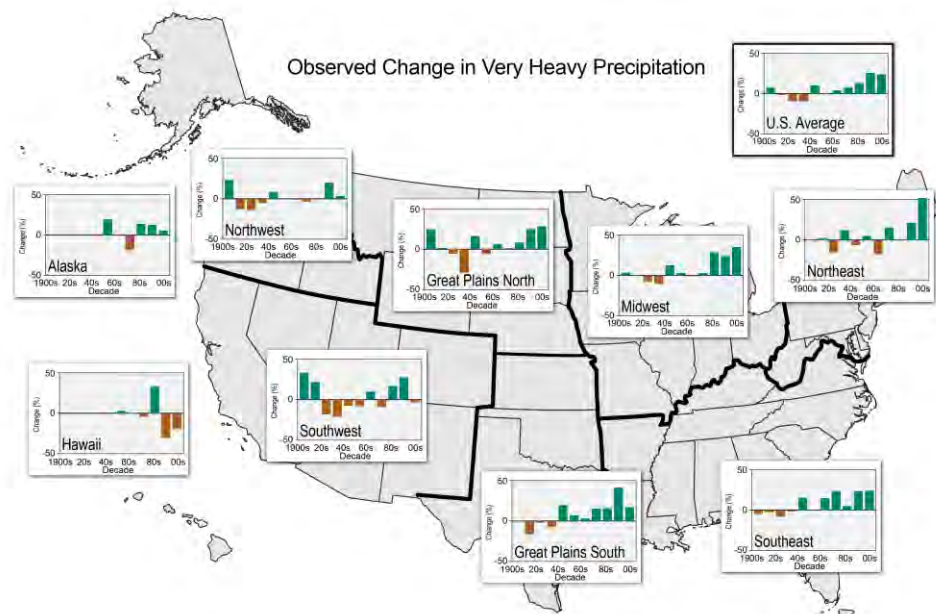 Observed Change in Very Heavy Precipitation
50
0
-50
Change (%)
U.S. Average
1900s 20s 40s 60s 80s 00s
Decade
50
0
-50
Change (%)
Northwest
1900s 20s 40s 60s 80s 00s
Decade
50
0
-50
Change (%)
Alaska
1900s 20s 40s 60s 80s 00s
Decade
50
0
-50
Change (%)
Great Plains North
1900s 20s 40s 60s 80s 00s
Decade
50
0
-50
Change (%)
Midwest
1900s 20s 40s 60s 80s 00s
Decade
50
0
-50
Change (%)
Northeast
1900s 20s 40s 60s 80s 00s
Decade
50
0
-50
Change (%)
Hawaii
1900s 20s 40s 60s 80s 00s
Decade
50
0
-50
Change (%)
Southwest
1900s 20s 40s 60s 80s 00s
Decade
50
0
-50
Change (%)
Great Plains South
1900s 20s 40s 60s 80s 00s
Decade
50
0
-50
Change (%)
Southeast
1900s 20s 40s 60s 80s 00s
Decade